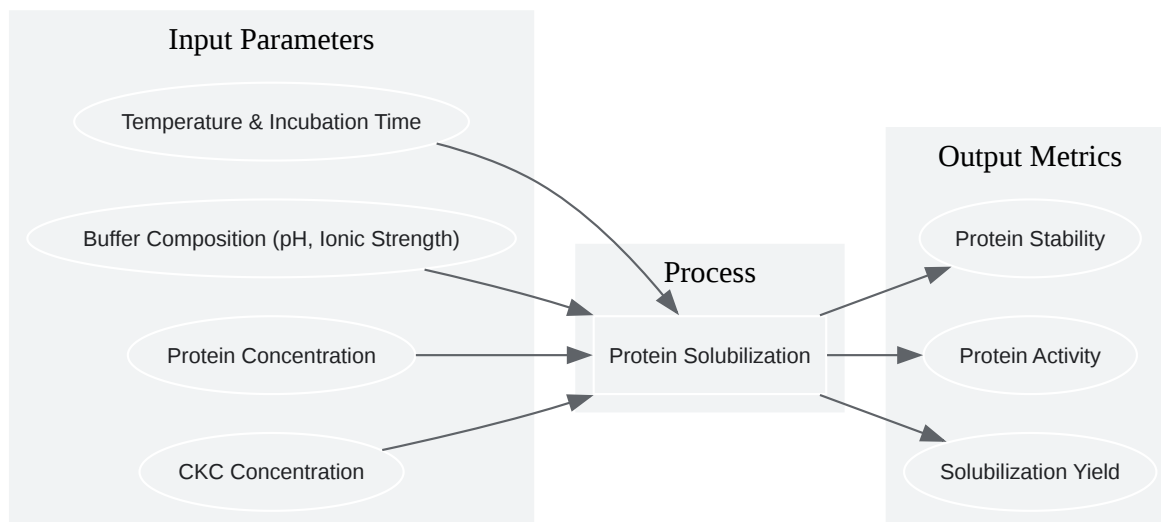 Input Parameters
Temperature & Incubation Time
Buffer Composition (pH, Ionic Strength)
Protein Concentration
CKC Concentration
Process
Protein Solubilization
Output Metrics
Protein Stability
Protein Activity
Solubilization Yield